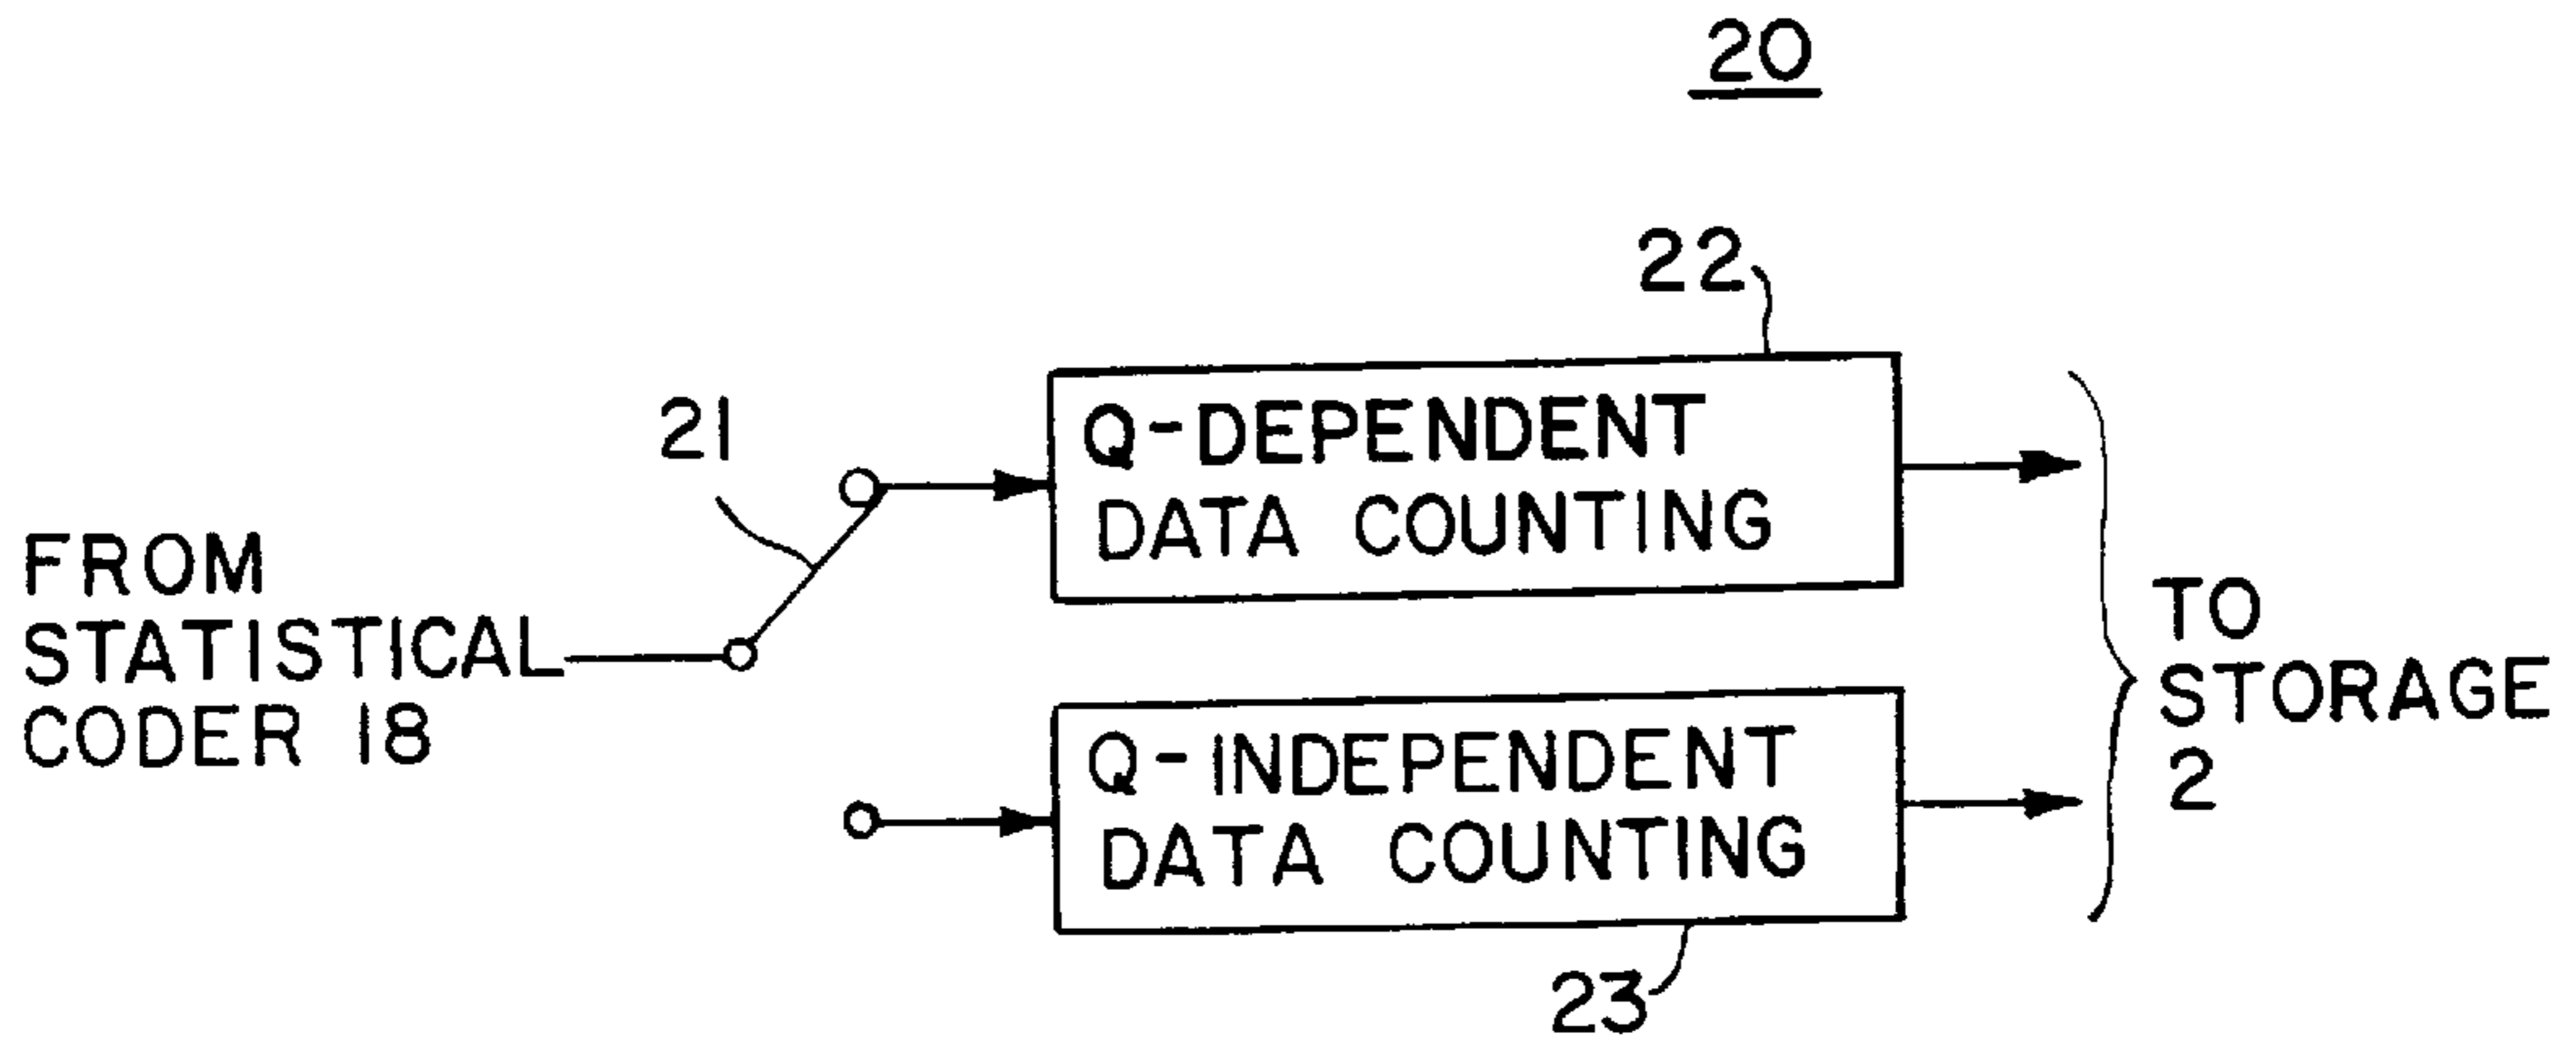 20
22
Q-DEPENDENT
DATA COUNTING
21
FROM
STATISTICAL
CODER 18
TO
STORAGE
2
Q-INDEPENDENT
DATA COUNTING
23